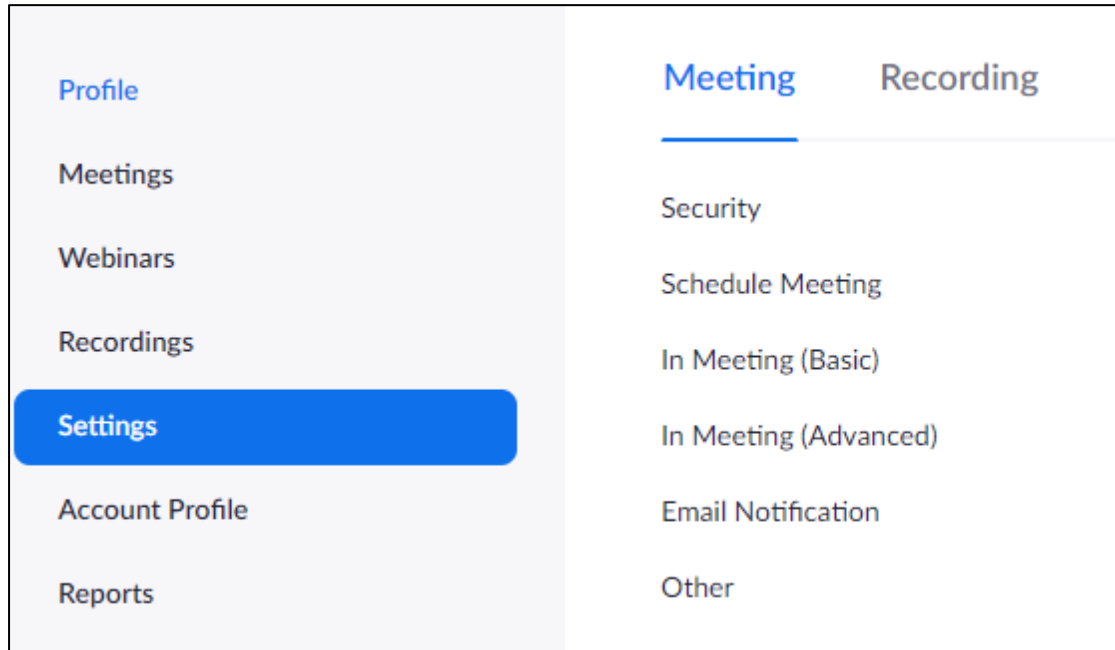 Profile
Meetings
Webinars
Recordings
Settings
Account Profile
Reports
Meeting Recording
Security
Schedule Meeting
In Meeting (Basic)
In Meeting (Advanced)
Email Notification
Other